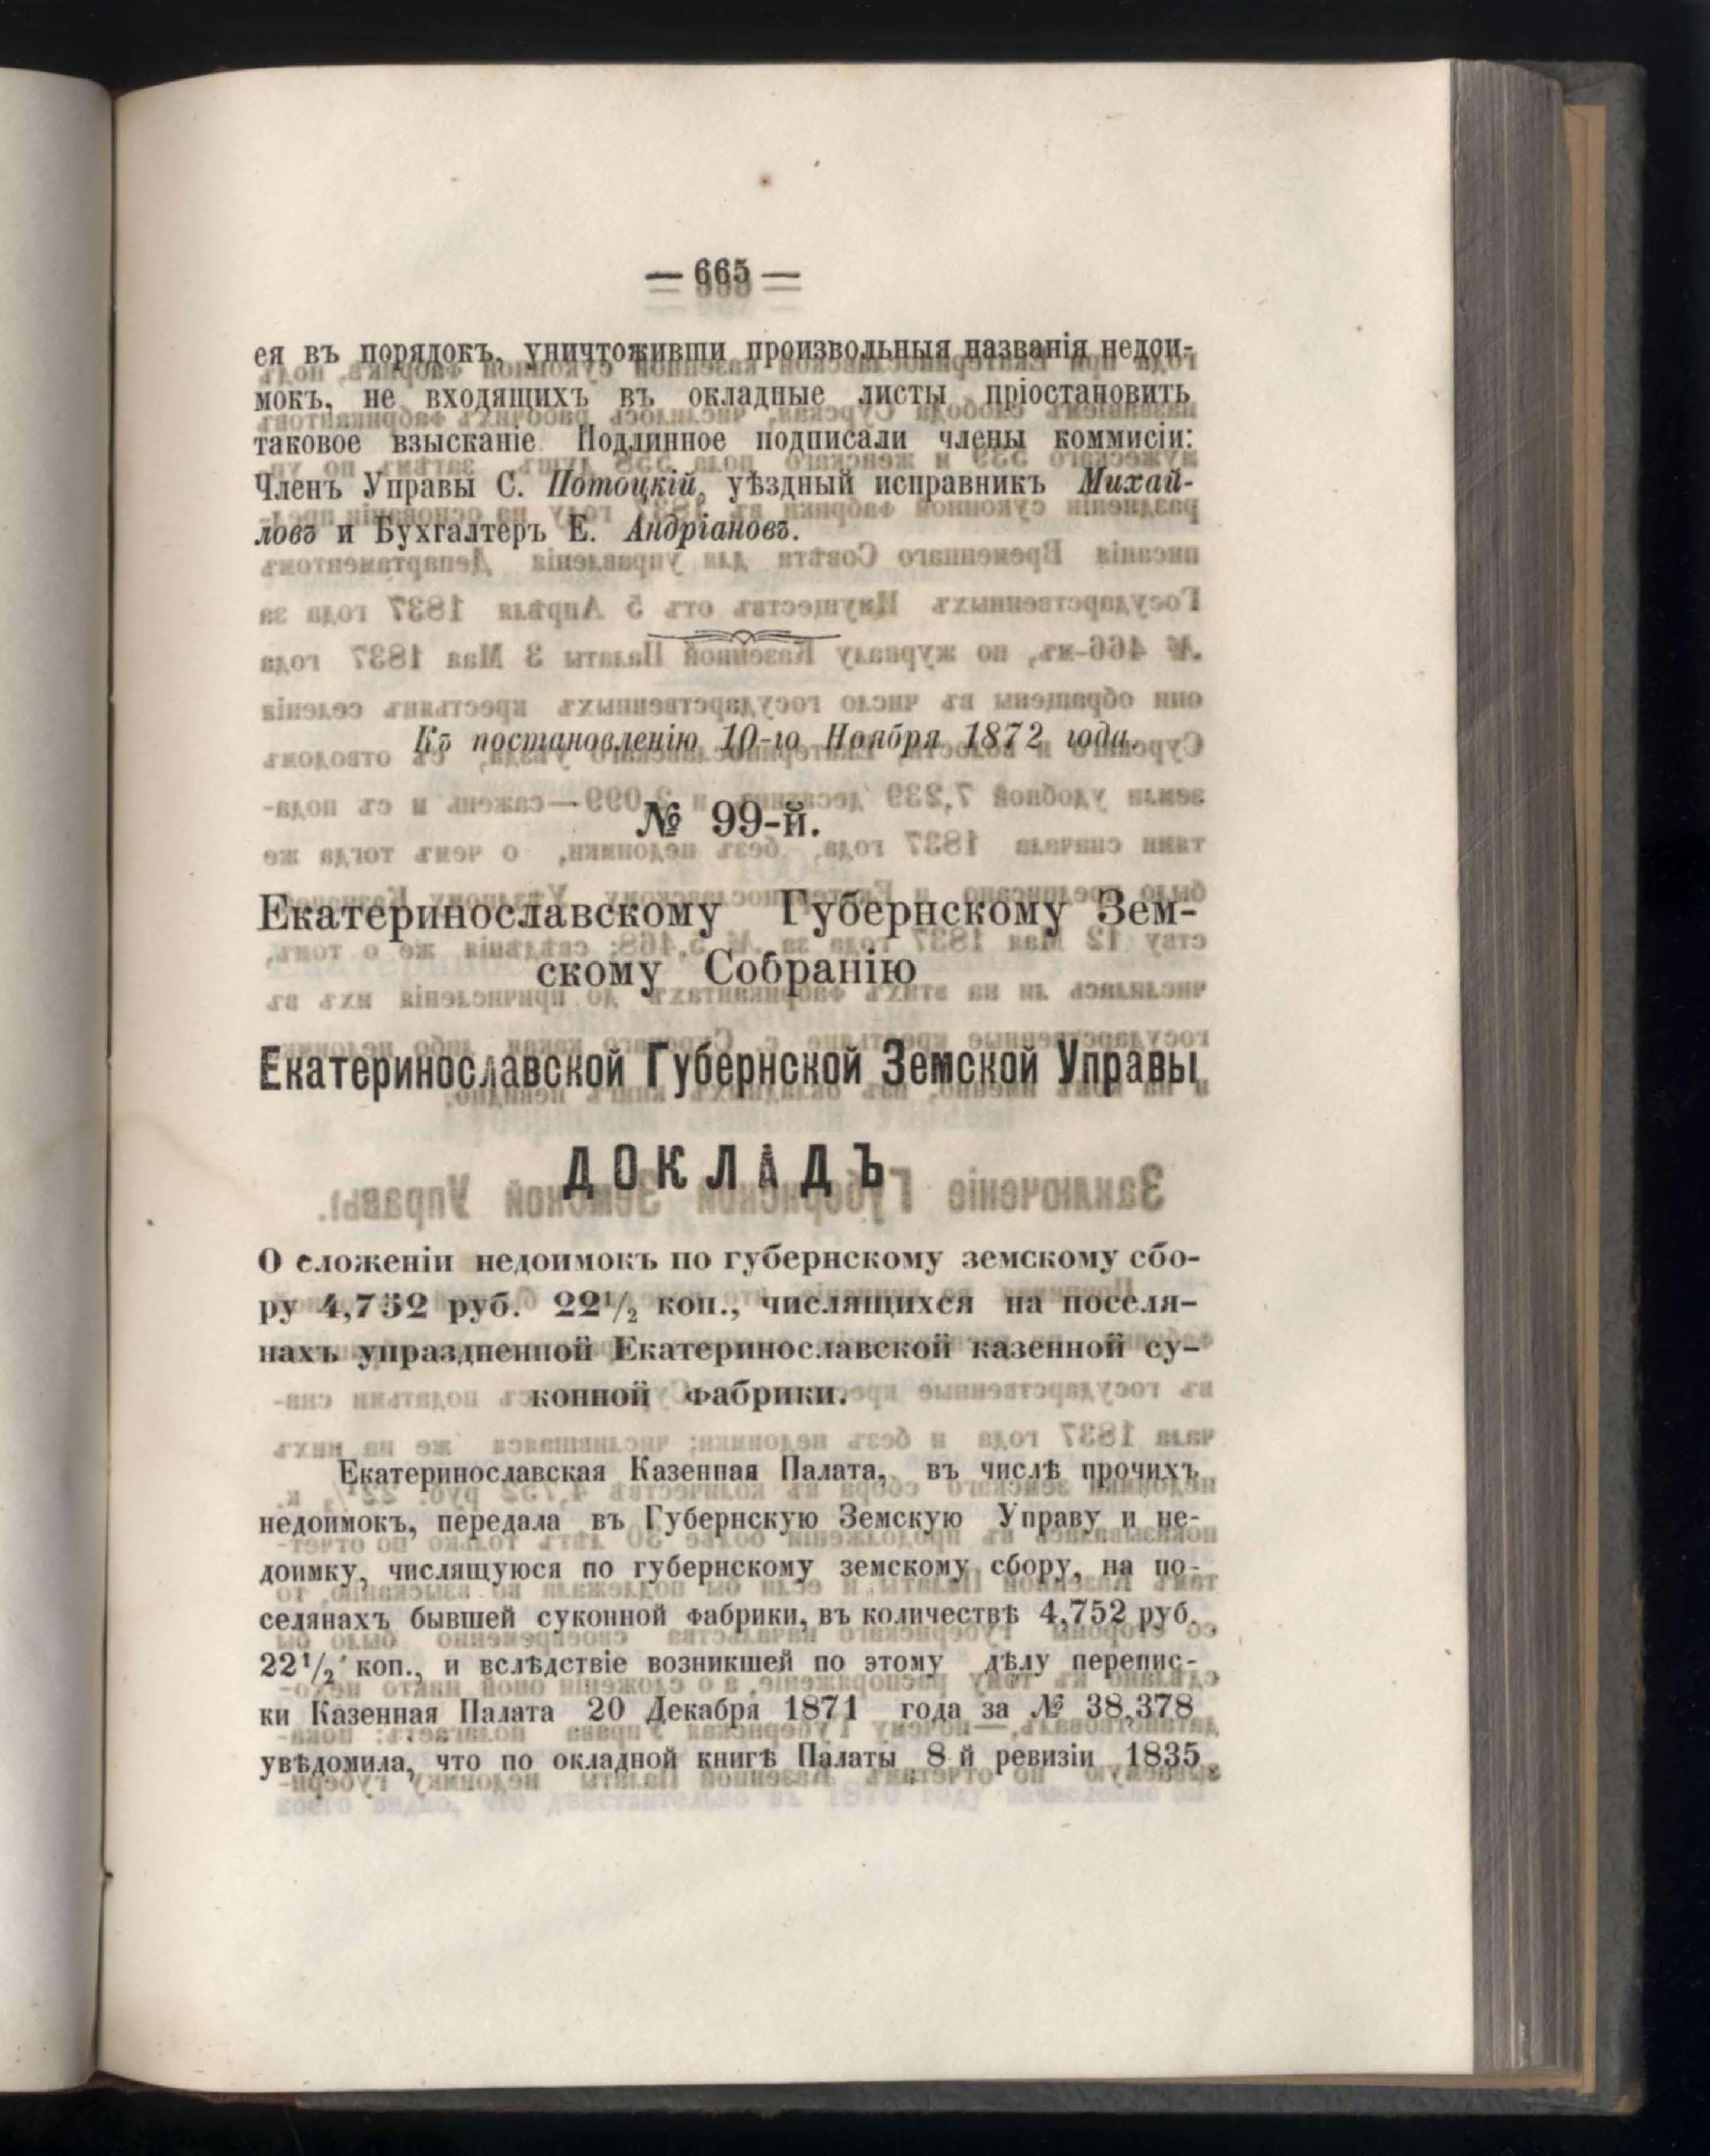 — 665 —
ея въ порядокъ, уничтоживши произвольныя названія недои-
мокъ, не входящихъ въ окладные листы пріостановить
таковое взысканіе Подлинное подписали члены коммисіи:
Членъ Управы С. Потоцкій, уѣздный исправникъ Михай-
ловъ и Бухгалтеръ Е. Андріановъ.
Къ постановленію 10-го Ноября 1872 года.
№ 99-й.
Екатеринославскому Губернскому Зем-
скому Собранію
Екатеринославской Губернской Земской Управы
ДОКЛАДЪ
О сложеніи недоимокъ по губернскому земскому сбо-
ру 4,752 руб. 22½ коп., числящихся на поселя-
нахъ упраздненной Екатеринославской казенной су-
конной фабрики.
Екатеринославская Казенная Палата, въ числѣ прочихъ
недоимокъ, передала въ Губернскую Земскую Управу и не-
доимку, числящуюся по губернскому земскому сбору, на по-
селянахъ бывшей суконной фабрики, въ количествѣ 4,752 руб.
22½ коп., и вслѣдствіе возникшей по этому дѣлу перепис-
ки Казенная Палата 20 Декабря 1871 года за № 38,378
увѣдомила, что по окладной книгѣ Палаты 8 й ревизіи 1835